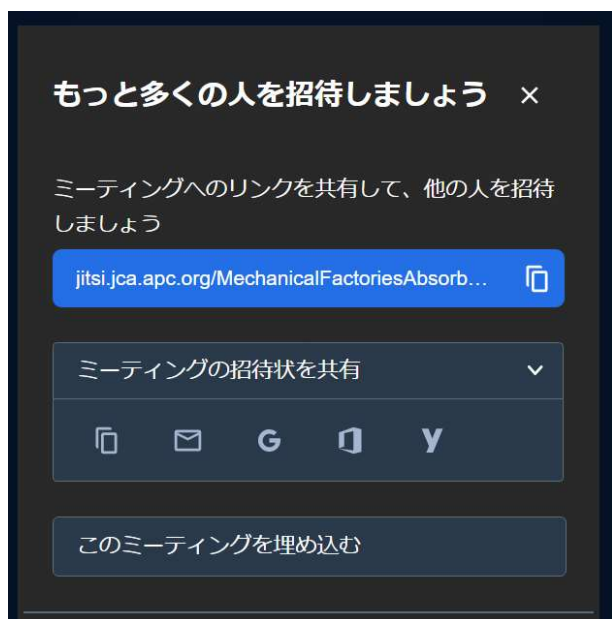 もっと多くの人を招待しましょう
ミーティングへのリンクを共有して、他の人を招待
しましょう
jitsi.jca.apc.org/MechanicalFactoriesAbsorb...
ミーティングの招待状を共有
このミーティングを埋め込む